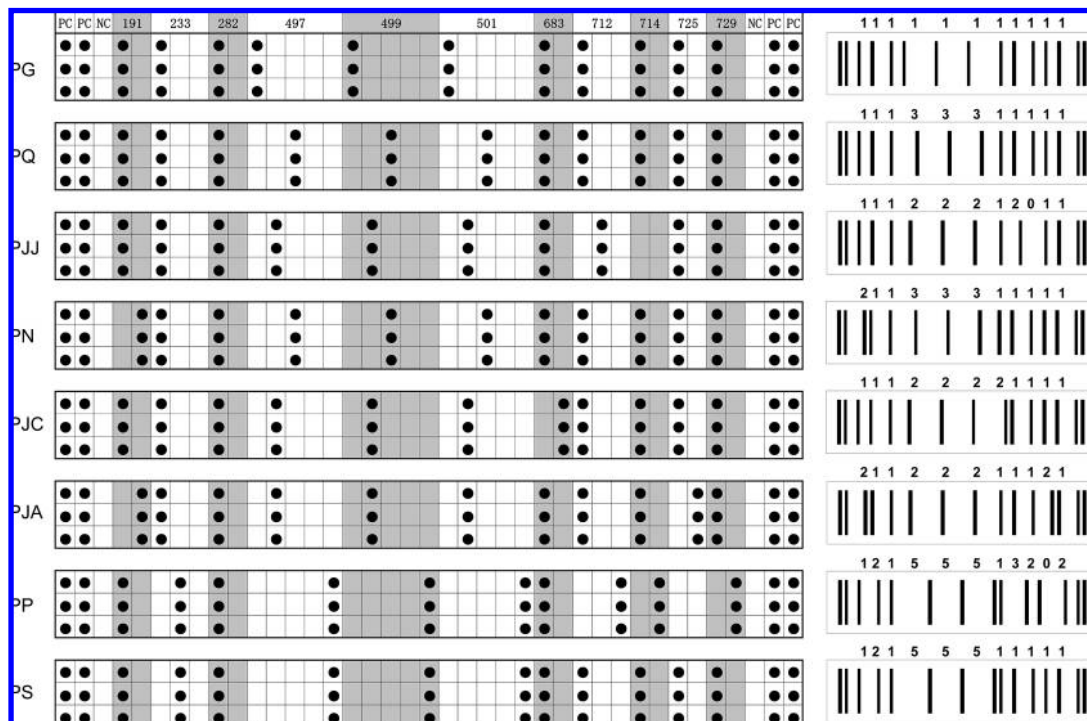 PC PC NC 191 233 282 497 499 501 683 712 714 725 729 NC PC PC
1 1 1 1 1 1 1 1 1 1 1
PG
1 1 1 3 3 3 1 1 1 1 1
PQ
1 1 1 2 2 2 1 2 0 1 1
PJJ
2 1 1 3 3 3 1 1 1 1 1
PN
1 1 1 2 2 2 2 1 1 1 1
PJC
2 1 1 2 2 2 1 1 1 2 1
PJA
1 2 1 5 5 5 1 3 2 0 2
PP
1 2 1 5 5 5 1 1 1 1 1
PS